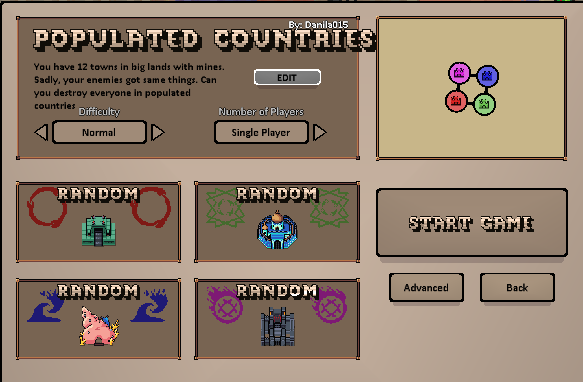 By: Danila015
POPULATED COUNTRIES
You have 12 towns in big lands with mines.
Sadly, your enemies got same things. Can
you destroy everyone in populated
countries
EDIT
Difficulty
Number of Players
Normal
Single Player
RANDOM
RANDOM
START GAME
Advanced
Back
RANDOM
RANDOM